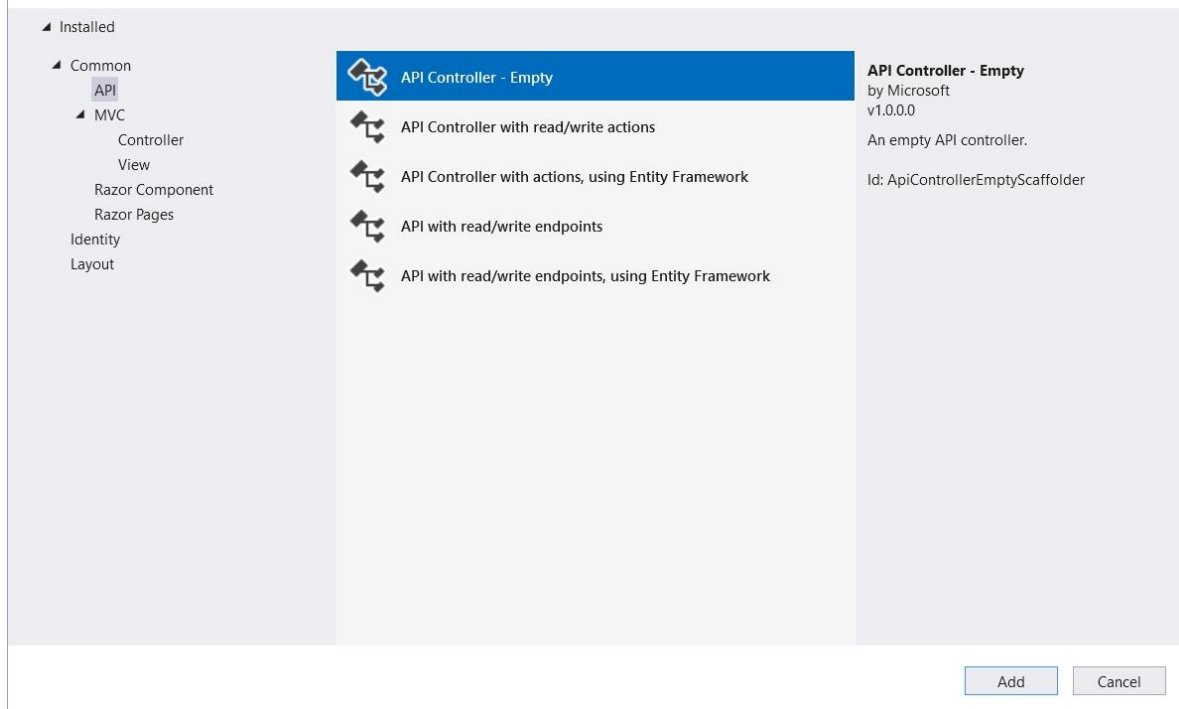 Installed
Common
API
MVC
Controller
View
Razor Component
Razor Pages
Identity
Layout
API Controller - Empty
API Controller with read/write actions
API Controller with actions, using Entity Framework
API with read/write endpoints
API with read/write endpoints, using Entity Framework
API Controller - Empty
by Microsoft
v1.0.0.0
An empty API controller.
Id: ApiControllerEmptyScaffolder
Add
Cancel